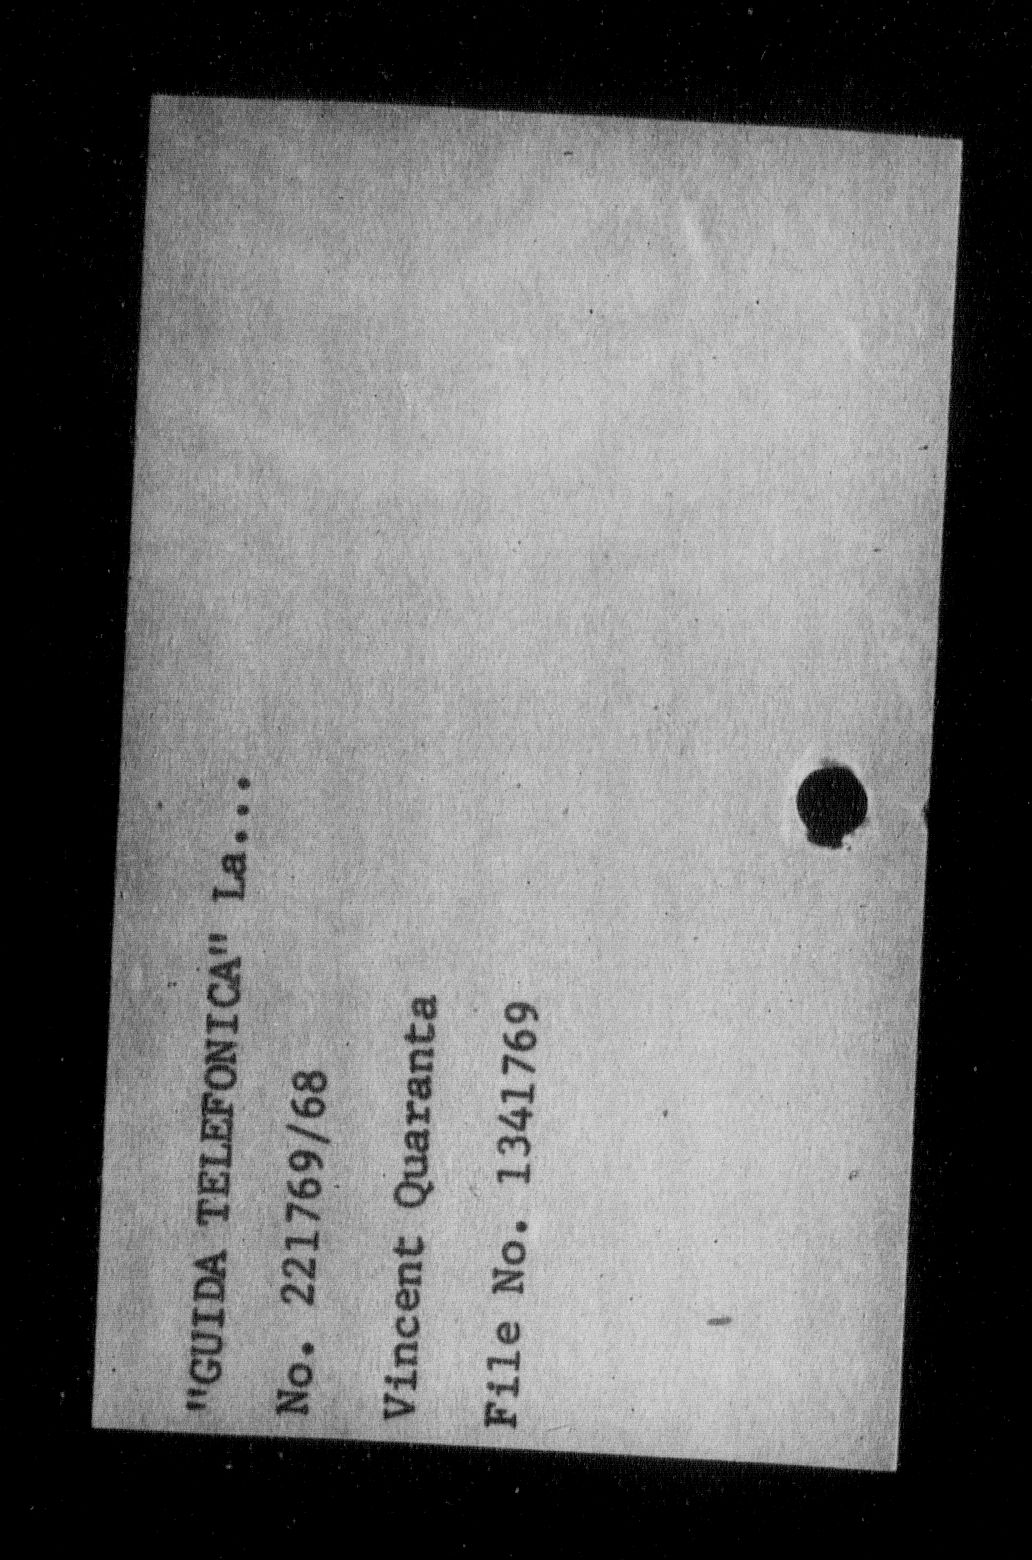 "GUIDA TELEFONICA" La...
No. 221769/68
Vincent Quaranta
File No. 1341769